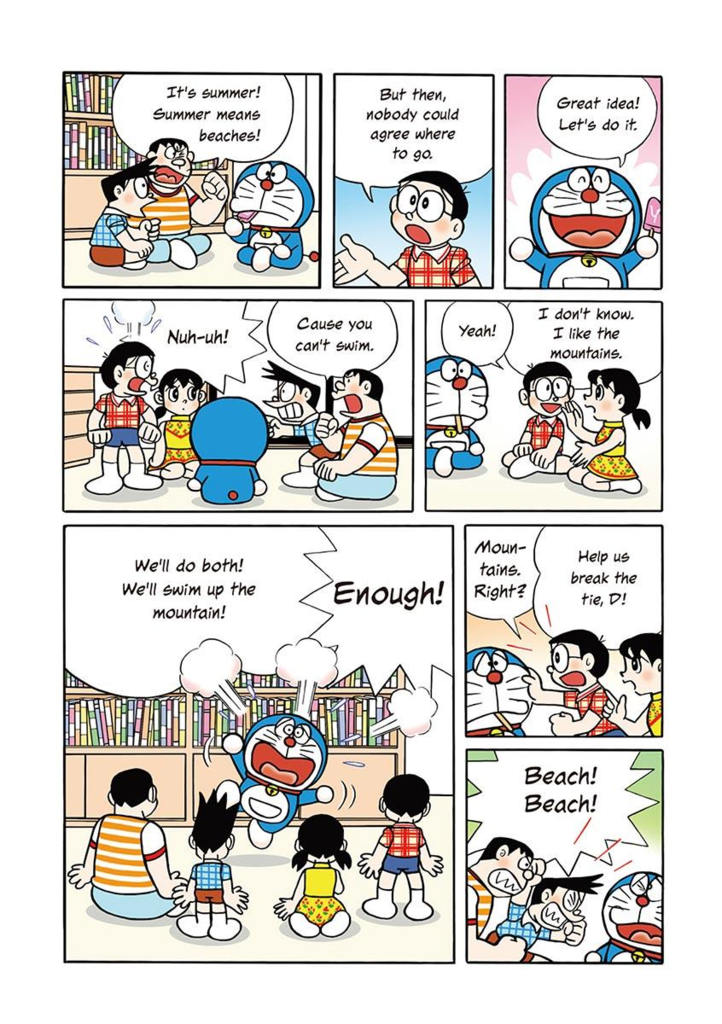 Great idea!
Let's do it.
But then,
nobody could
agree where
to go.
It's summer!
Summer means
beaches!
I don't know.
I like the
mountains.
Yeah!
Cause you
can't swim.
Nuh-uh!
Help us
break the
tie, D!
Moun-
tains.
Right?
Beach!
Beach!
Enough!
We'll do both!
We'll swim up the
mountain!